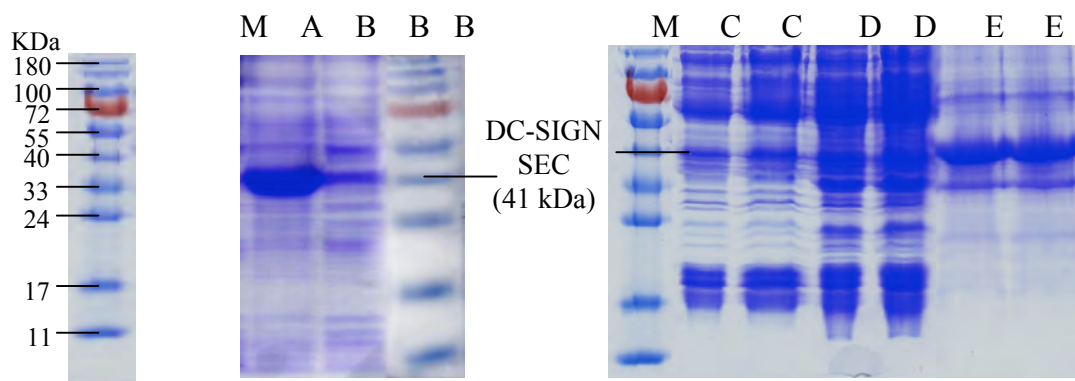 M A B B B
M C C D D E E
KDa
180
100
72
55
40
33
24
17
11
DC-SIGN
SEC
(41 kDa)